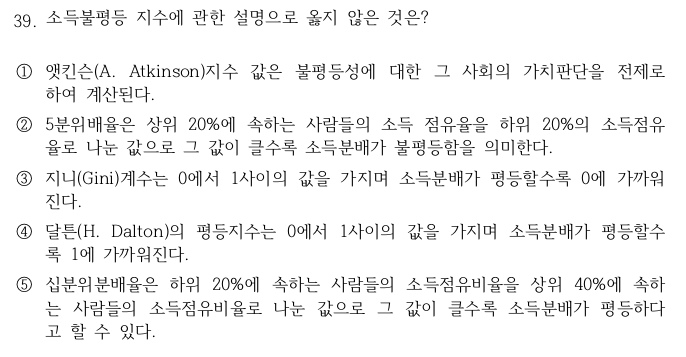 39. 소득불평등 지수에 관한 설명으로 옳지 않은 것은?
① 앳킨슨(A. Atkinson)지수 값은 불평등성에 대한 그 사회의 가치판단을 전제로
하여 계산된다.
② 5분위배율은 상위 20%에 속하는 사람들의 소득 점유율을 하위 20%의 소득점유
율로 나눈 값으로 그 값이 클수록 소득분배가 불평등함을 의미한다.
③ 지니(Gini)계수는 0에서 1사이의 값을 가지며 소득분배가 평등할수록 0에 가까워
진다.
④ 달튼(H. Dalton)의 평등지수는 0에서 1사이의 값을 가지며 소득분배가 평등할수
록 1에 가까워진다.
⑤ 십분위분배율은 하위 20%에 속하는 사람들의 소득점유비율을 상위 40%에 속하
는 사람들의 소득점유비율로 나눈 값으로 그 값이 클수록 소득분배가 평등하다
고 할 수 있다.